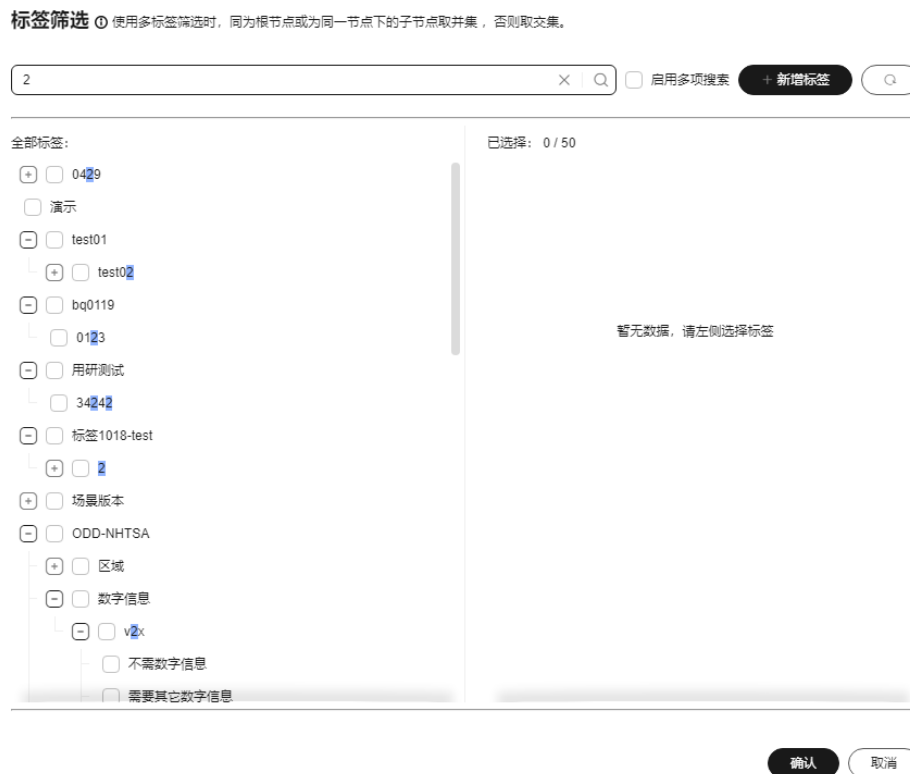 标签筛选 使用多标签筛选时，同为根节点或为同一节点下的子节点取并集，否则取交集。
2 启用多项搜索 + 新增标签
全部标签：
已选择： 0 / 50
0429
演示
test01
test02
bq0119
0123
暂无数据，请左侧选择标签
用研测试
34242
标签1018-test
2
场景版本
ODD-NHTSA
区域
数字信息
v2x
不需数字信息
需要其它数字信息
确认 取消